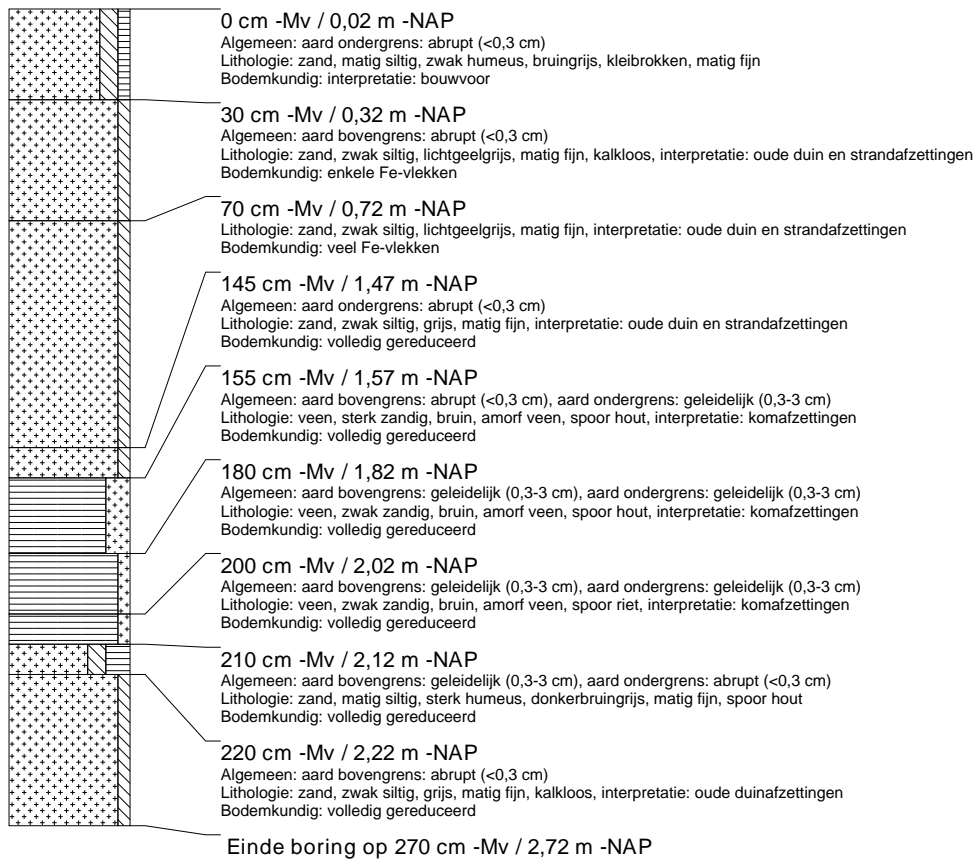 0 cm -Mv / 0,02 m -NAP
Algemeen: aard ondergrens: abrupt (<0,3 cm)
Lithologie: zand, matig siltig, zwak humeus, bruingrijs, kleibrokken, matig fijn
Bodemkundig: interpretatie: bouwvoor
30 cm -Mv / 0,32 m -NAP
Algemeen: aard bovengrens: abrupt (<0,3 cm)
Lithologie: zand, zwak siltig, lichtgeelgrijs, matig fijn, kalkloos, interpretatie: oude duin en strandafzettingen
Bodemkundig: enkele Fe-vlekken
70 cm -Mv / 0,72 m -NAP
Lithologie: zand, zwak siltig, lichtgeelgrijs, matig fijn, interpretatie: oude duin en strandafzettingen
Bodemkundig: veel Fe-vlekken
145 cm -Mv / 1,47 m -NAP
Algemeen: aard ondergrens: abrupt (<0,3 cm)
Lithologie: zand, zwak siltig, grijs, matig fijn, interpretatie: oude duin en strandafzettingen
Bodemkundig: volledig gereduceerd
155 cm -Mv / 1,57 m -NAP
Algemeen: aard bovengrens: abrupt (<0,3 cm), aard ondergrens: geleidelijk (0,3-3 cm)
Lithologie: veen, sterk zandig, bruin, amorf veen, spoor hout, interpretatie: komafzettingen
Bodemkundig: volledig gereduceerd
180 cm -Mv / 1,82 m -NAP
Algemeen: aard bovengrens: geleidelijk (0,3-3 cm), aard ondergrens: geleidelijk (0,3-3 cm)
Lithologie: veen, zwak zandig, bruin, amorf veen, spoor hout, interpretatie: komafzettingen
Bodemkundig: volledig gereduceerd
200 cm -Mv / 2,02 m -NAP
Algemeen: aard bovengrens: geleidelijk (0,3-3 cm), aard ondergrens: geleidelijk (0,3-3 cm)
Lithologie: veen, zwak zandig, bruin, amorf veen, spoor riet, interpretatie: komafzettingen
Bodemkundig: volledig gereduceerd
210 cm -Mv / 2,12 m -NAP
Algemeen: aard bovengrens: geleidelijk (0,3-3 cm), aard ondergrens: abrupt (<0,3 cm)
Lithologie: zand, matig siltig, sterk humeus, donkerbruingrijs, matig fijn, spoor hout
Bodemkundig: volledig gereduceerd
220 cm -Mv / 2,22 m -NAP
Algemeen: aard bovengrens: abrupt (<0,3 cm)
Lithologie: zand, zwak siltig, grijs, matig fijn, kalkloos, interpretatie: oude duinafzettingen
Bodemkundig: volledig gereduceerd
Einde boring op 270 cm -Mv / 2,72 m -NAP